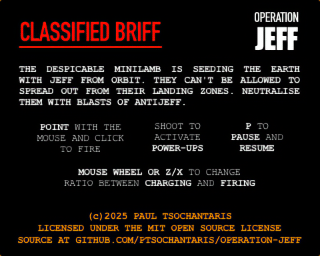 CLASSIFIED BRIFF
OPERATION
JEFF
THE DESPICABLE MINILAMB IS SEEDING THE EARTH
WITH JEFF FROM ORBIT. THEY CAN'T BE ALLOWED TO
SPREAD OUT FROM THEIR LANDING ZONES. NEUTRALISE
THEM WITH BLASTS OF ANTIJEFF.
POINT WITH THE
MOUSE AND CLICK
TO FIRE
SHOOT TO
ACTIVATE
POWER-UPS
P TO
PAUSE AND
RESUME
MOUSE WHEEL OR Z/X TO CHANGE
RATIO BETWEEN CHARGING AND FIRING
(c)2025 PAUL TSOCHANTARIS
LICENSED UNDER THE MIT OPEN SOURCE LICENSE
SOURCE AT GITHUB.COM/PTSOCHANTARIS/OPERATION-JEFF